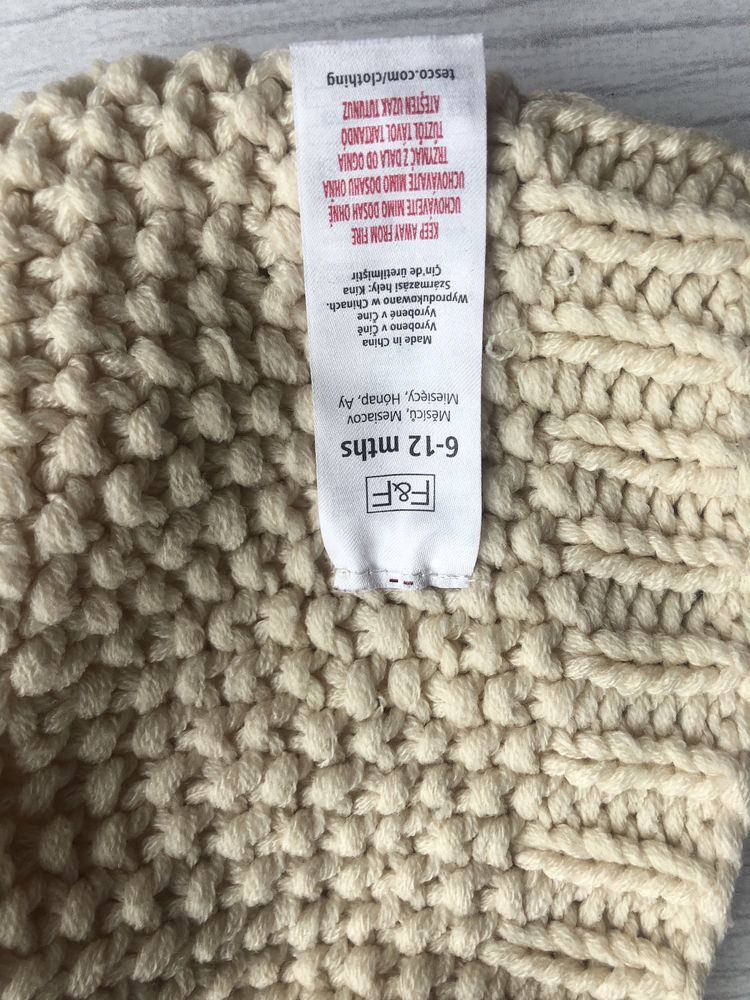 F&F
6-12 mths
Měsíců, Mesiacov
Miesięcy, Hónap, Ay
Made in China
Vyrobeno v Číně
Vyrobené v Číne
Wyprodukowano w Chinach.
Származási hely: Kína
Çin'de üretilmiştir
KEEP AWAY FROM FIRE
UCHOVÁVEJTE MIMO DOSAH OHNĚ
UCHOVÁVAJTE MIMO DOSAHU OHŇA
TRZYMAĆ Z DALA OD OGNIA
TŰZTŐL TÁVOL TARTANDÓ
ATEŞTEN UZAK TUTUNUZ
tesco.com/clothing